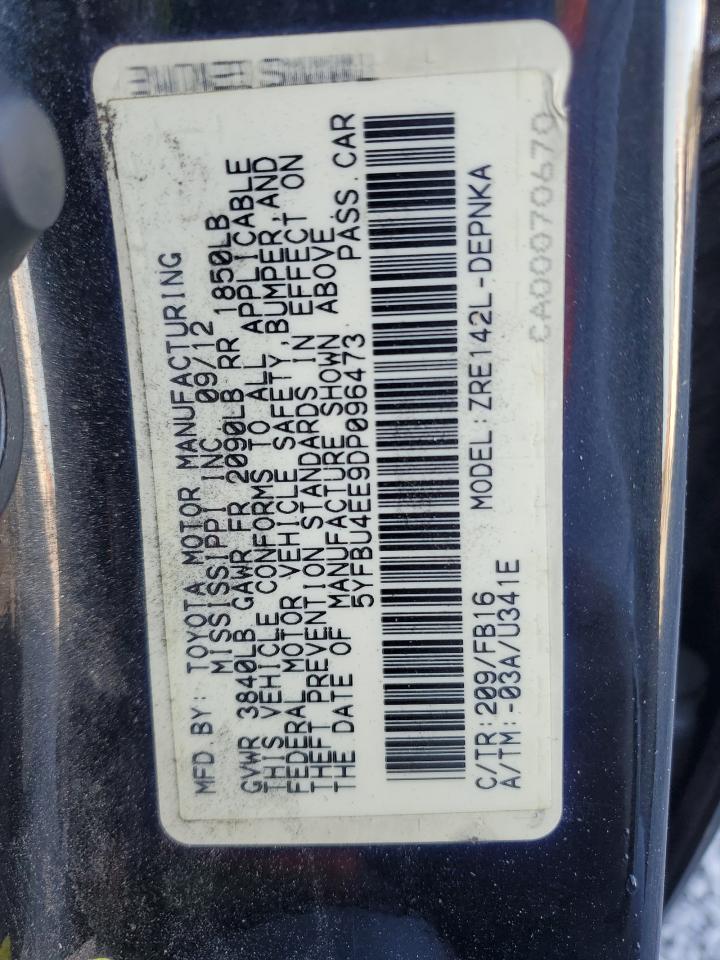 MFD.BY: TOYOTA MOTOR MANUFACTURING
MISSISSIPPI INC 09/12
GVWR 3840LB GAWR FR 2090LB RR 1850LB
THIS VEHICLE CONFORMS TO ALL APPLICABLE
FEDERAL MOTOR VEHICLE SAFETY,BUMPER,AND
THEFT PREVENTION STANDARDS IN EFFECT ON
THE DATE OF MANUFACTURE SHOWN ABOVE
5YFBU4EE9DP096473 PASS.CAR
C/TR:209/FB16 MODEL:ZRE142L-DEPNKA
A/TM:-03A/U341E
CA00070670